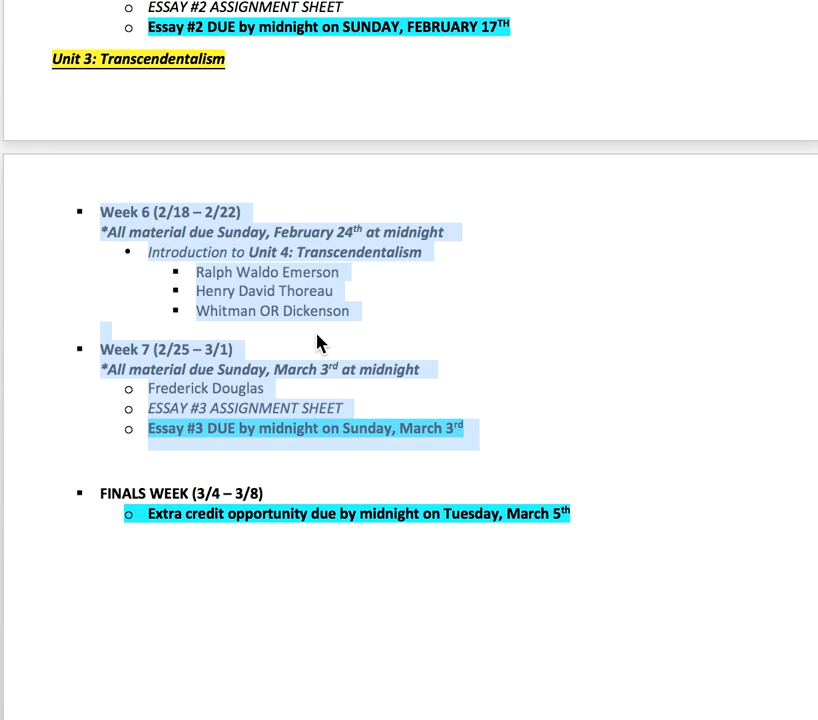 ESSAY #2 ASSIGNMENT SHEET
Essay #2 DUE by midnight on SUNDAY, FEBRUARY 17TH
Unit 3: Transcendentalism
Week 6 (2/18 – 2/22)
*All material due Sunday, February 24th at midnight
Introduction to Unit 4: Transcendentalism
Ralph Waldo Emerson
Henry David Thoreau
Whitman OR Dickenson
Week 7 (2/25 – 3/1)
*All material due Sunday, March 3rd at midnight
Frederick Douglas
ESSAY #3 ASSIGNMENT SHEET
Essay #3 DUE by midnight on Sunday, March 3rd
FINALS WEEK (3/4 – 3/8)
Extra credit opportunity due by midnight on Tuesday, March 5th